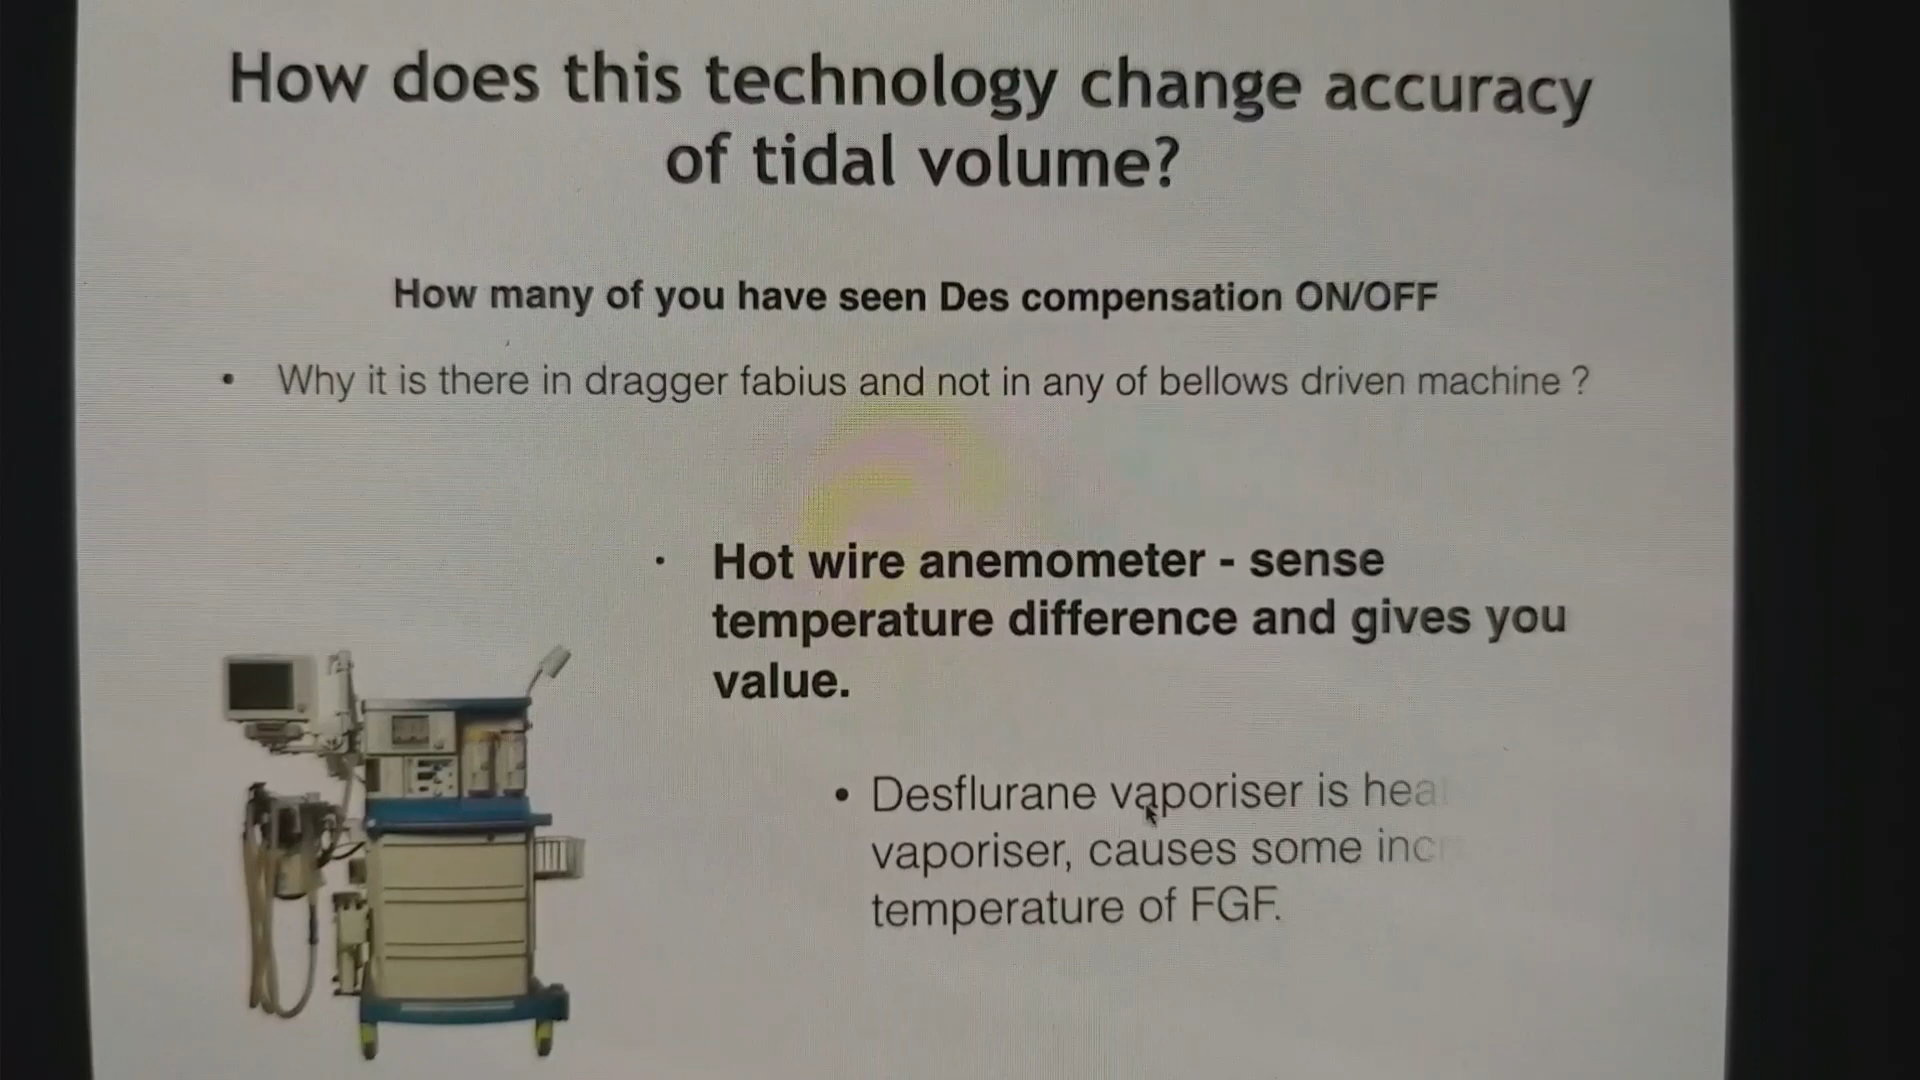 How does this technology change accuracy
of tidal volume?
How many of you have seen Des compensation ON/OFF
• Why it is there in dragger fabius and not in any of bellows driven machine ?
• Hot wire anemometer - sense
temperature difference and gives you
value.
• Desflurane vaporiser is
vaporiser, causes some
temperature of FGF.